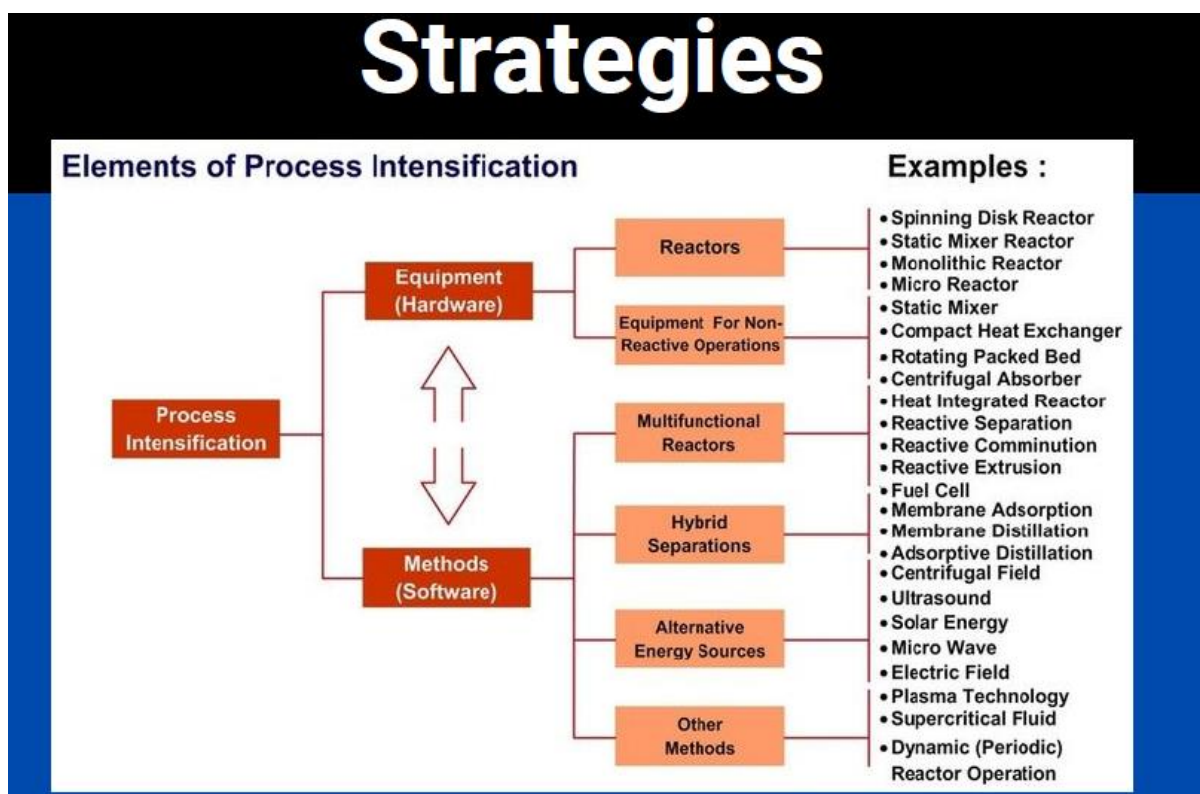 Strategies
Elements of Process Intensification
Examples :
Process
Intensification
Equipment
(Hardware)
Methods
(Software)
Reactors
Equipment For Non-
Reactive Operations
Multifunctional
Reactors
Hybrid
Separations
Alternative
Energy Sources
Other
Methods
• Spinning Disk Reactor
• Static Mixer Reactor
• Monolithic Reactor
• Micro Reactor
• Static Mixer
• Compact Heat Exchanger
• Rotating Packed Bed
• Centrifugal Absorber
• Heat Integrated Reactor
• Reactive Separation
• Reactive Comminution
• Reactive Extrusion
• Fuel Cell
• Membrane Adsorption
• Membrane Distillation
• Adsorptive Distillation
• Centrifugal Field
• Ultrasound
• Solar Energy
• Micro Wave
• Electric Field
• Plasma Technology
• Supercritical Fluid
• Dynamic (Periodic)
Reactor Operation